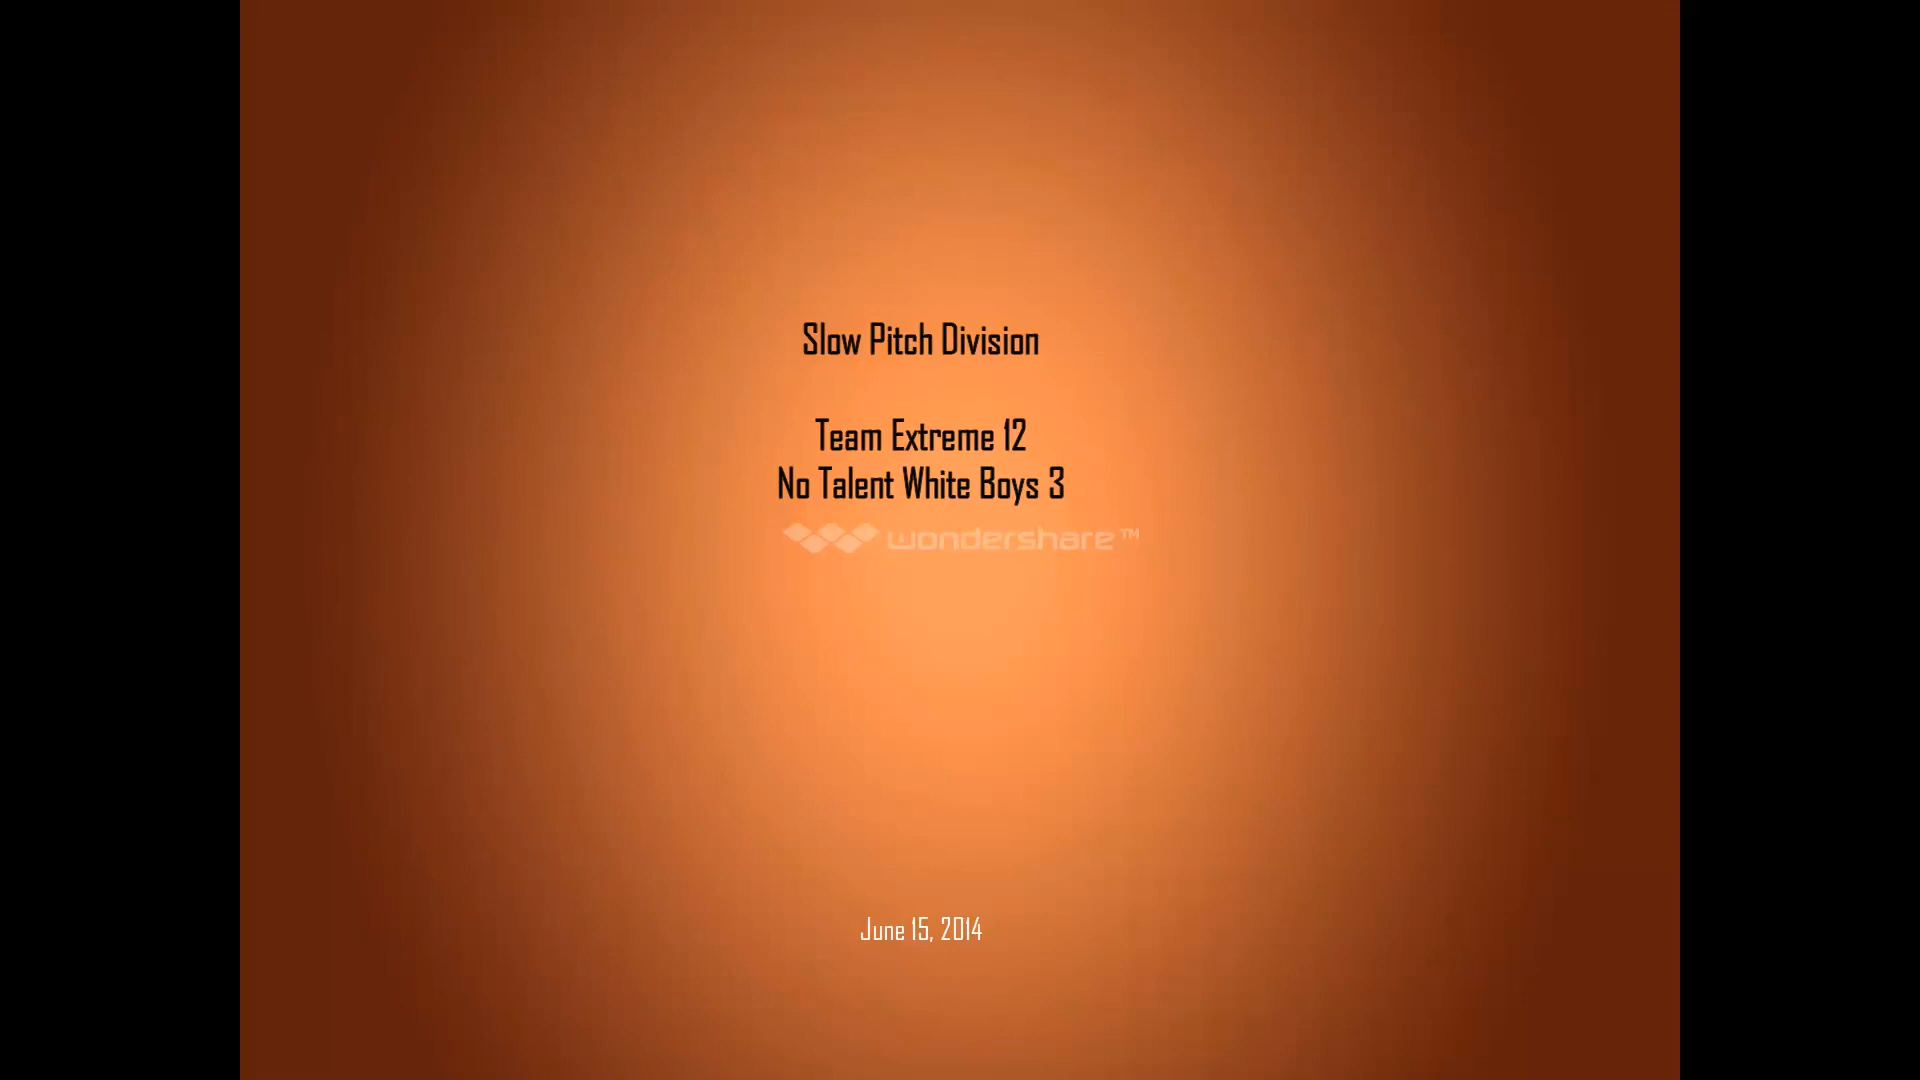 Slow Pitch Division
Team Extreme 12
No Talent White Boys 3
wondershare™
June 15, 2014